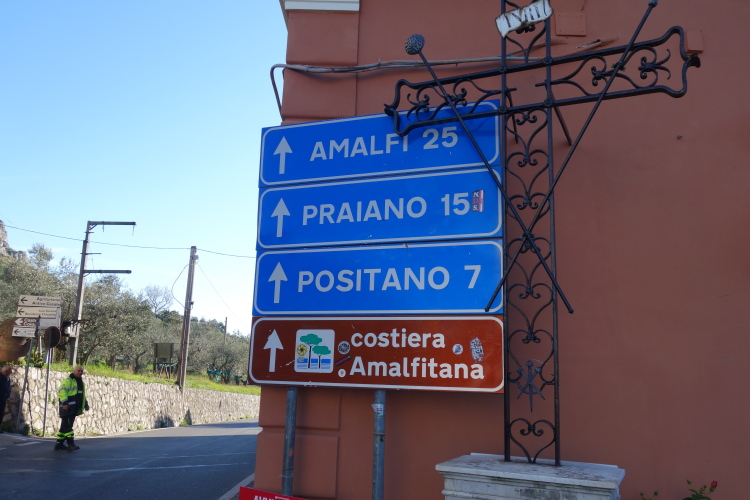 AMALFI 25
PRAIANO 15
POSITANO 7
costiera
Amalfitana